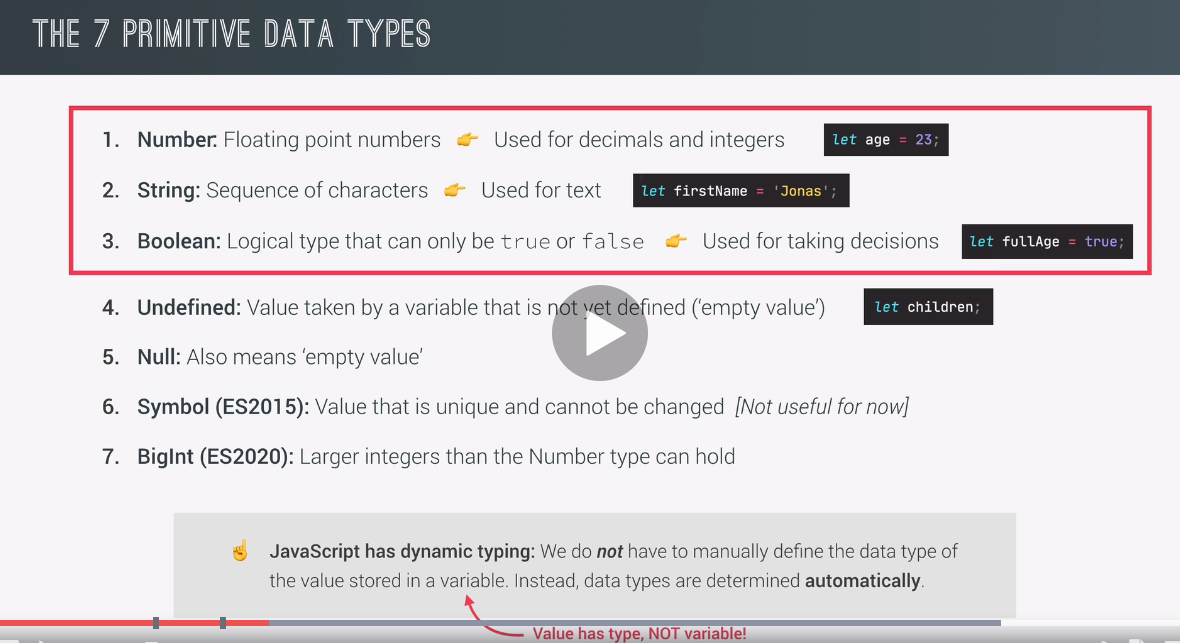 THE 7 PRIMITIVE DATA TYPES
1. Number: Floating point numbers 👉 Used for decimals and integers let age = 23;
2. String: Sequence of characters 👉 Used for text let firstName = 'Jonas';
3. Boolean: Logical type that can only be true or false 👉 Used for taking decisions let fullAge = true;
4. Undefined: Value taken by a variable that is not yet defined (‘empty value’) let children;
5. Null: Also means ‘empty value’
6. Symbol (ES2015): Value that is unique and cannot be changed [Not useful for now]
7. BigInt (ES2020): Larger integers than the Number type can hold
☝️ JavaScript has dynamic typing: We do not have to manually define the data type of
the value stored in a variable. Instead, data types are determined automatically.
Value has type, NOT variable!